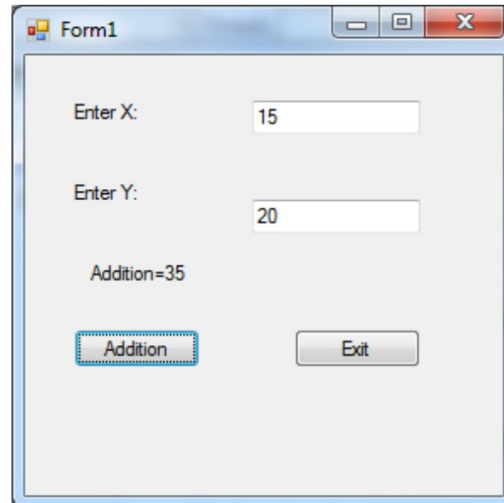 Form1
Enter X:
15
Enter Y:
20
Addition=35
Addition
Exit